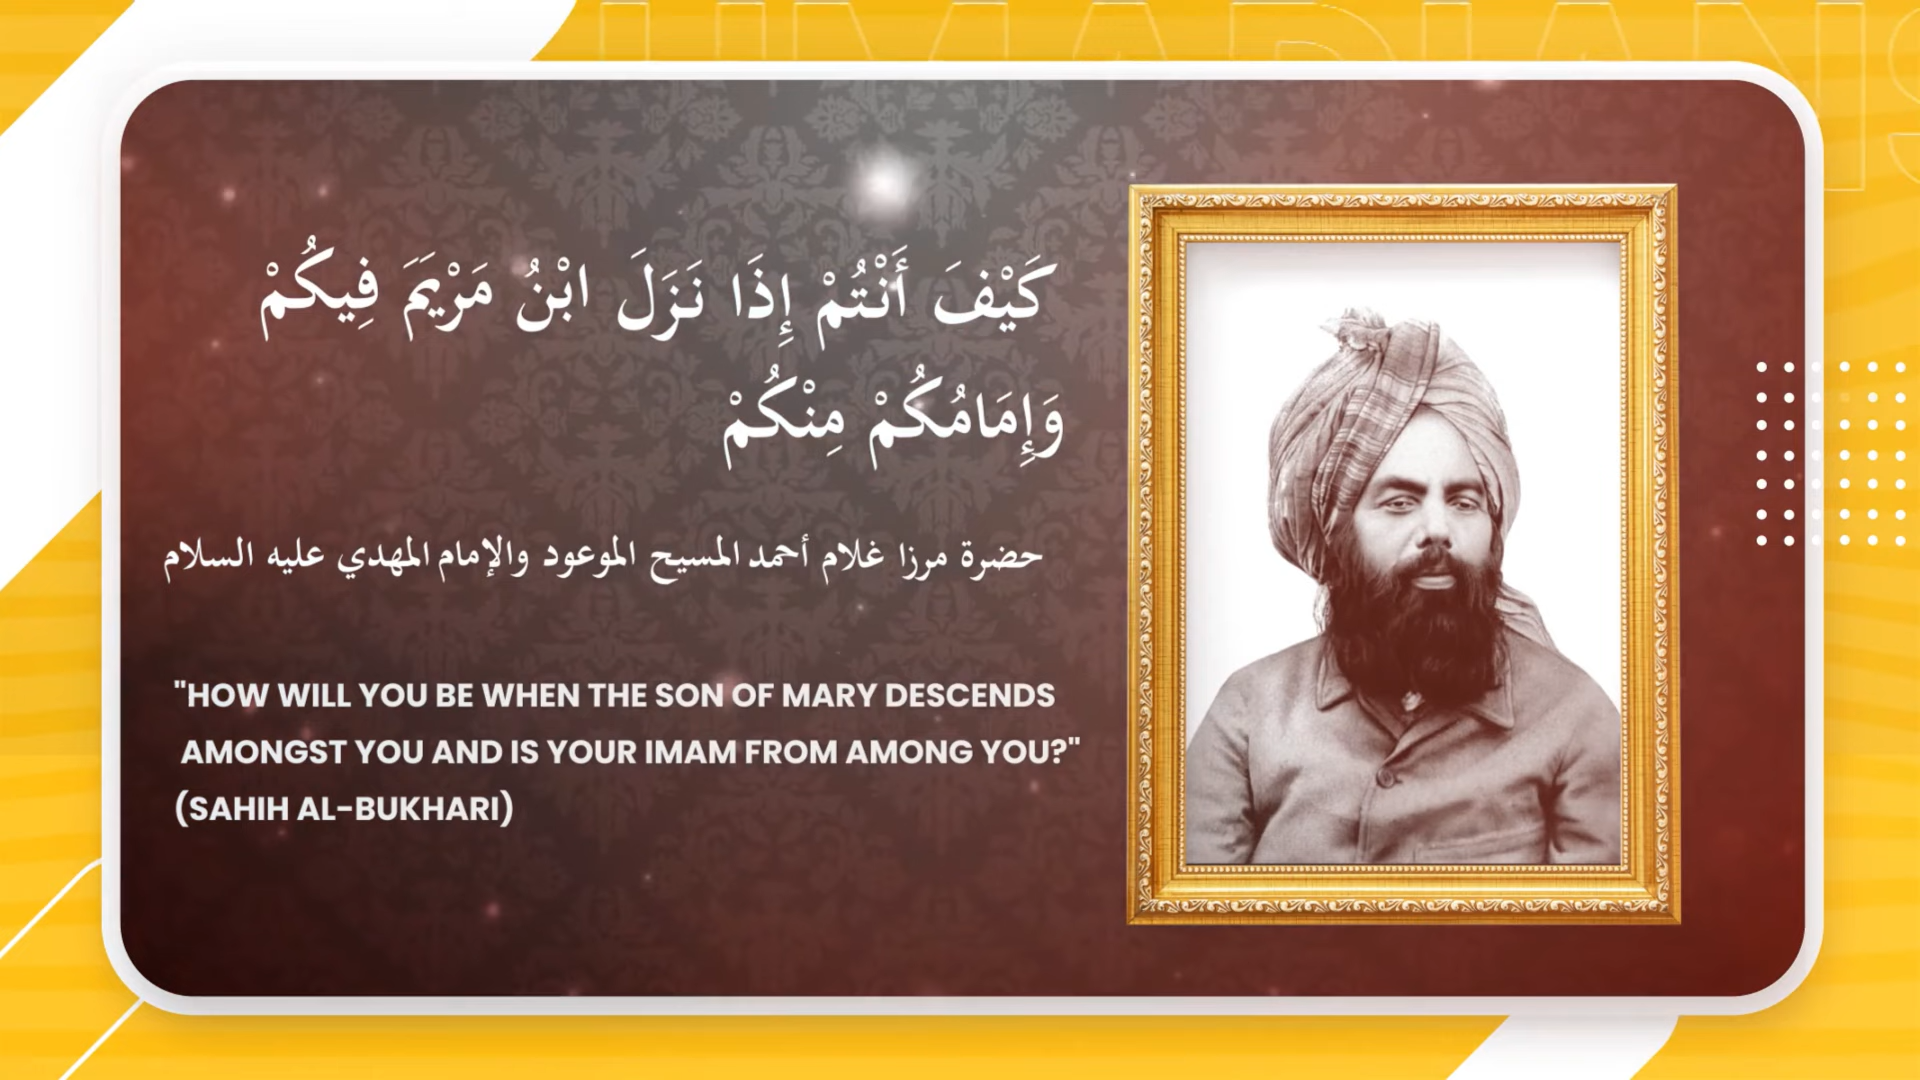 UMADIANS
كَيْفَ أَنْتُمْ إِذَا نَزَلَ ابْنُ مَرْيَمَ فِيكُمْ
وَإِمَامُكُمْ مِنْكُمْ
حضرة مرزا غلام أحمد المسيح الموعود والإمام المهدي عليه السلام
"HOW WILL YOU BE WHEN THE SON OF MARY DESCENDS
AMONGST YOU AND IS YOUR IMAM FROM AMONG YOU?"
(SAHIH AL-BUKHARI)